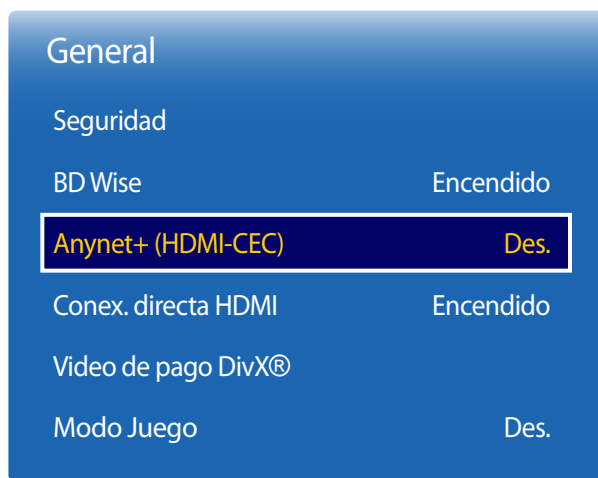 General
Seguridad
BD Wise Encendido
Anynet+ (HDMI-CEC) Des.
Conex. directa HDMI Encendido
Video de pago DivX®
Modo Juego Des.